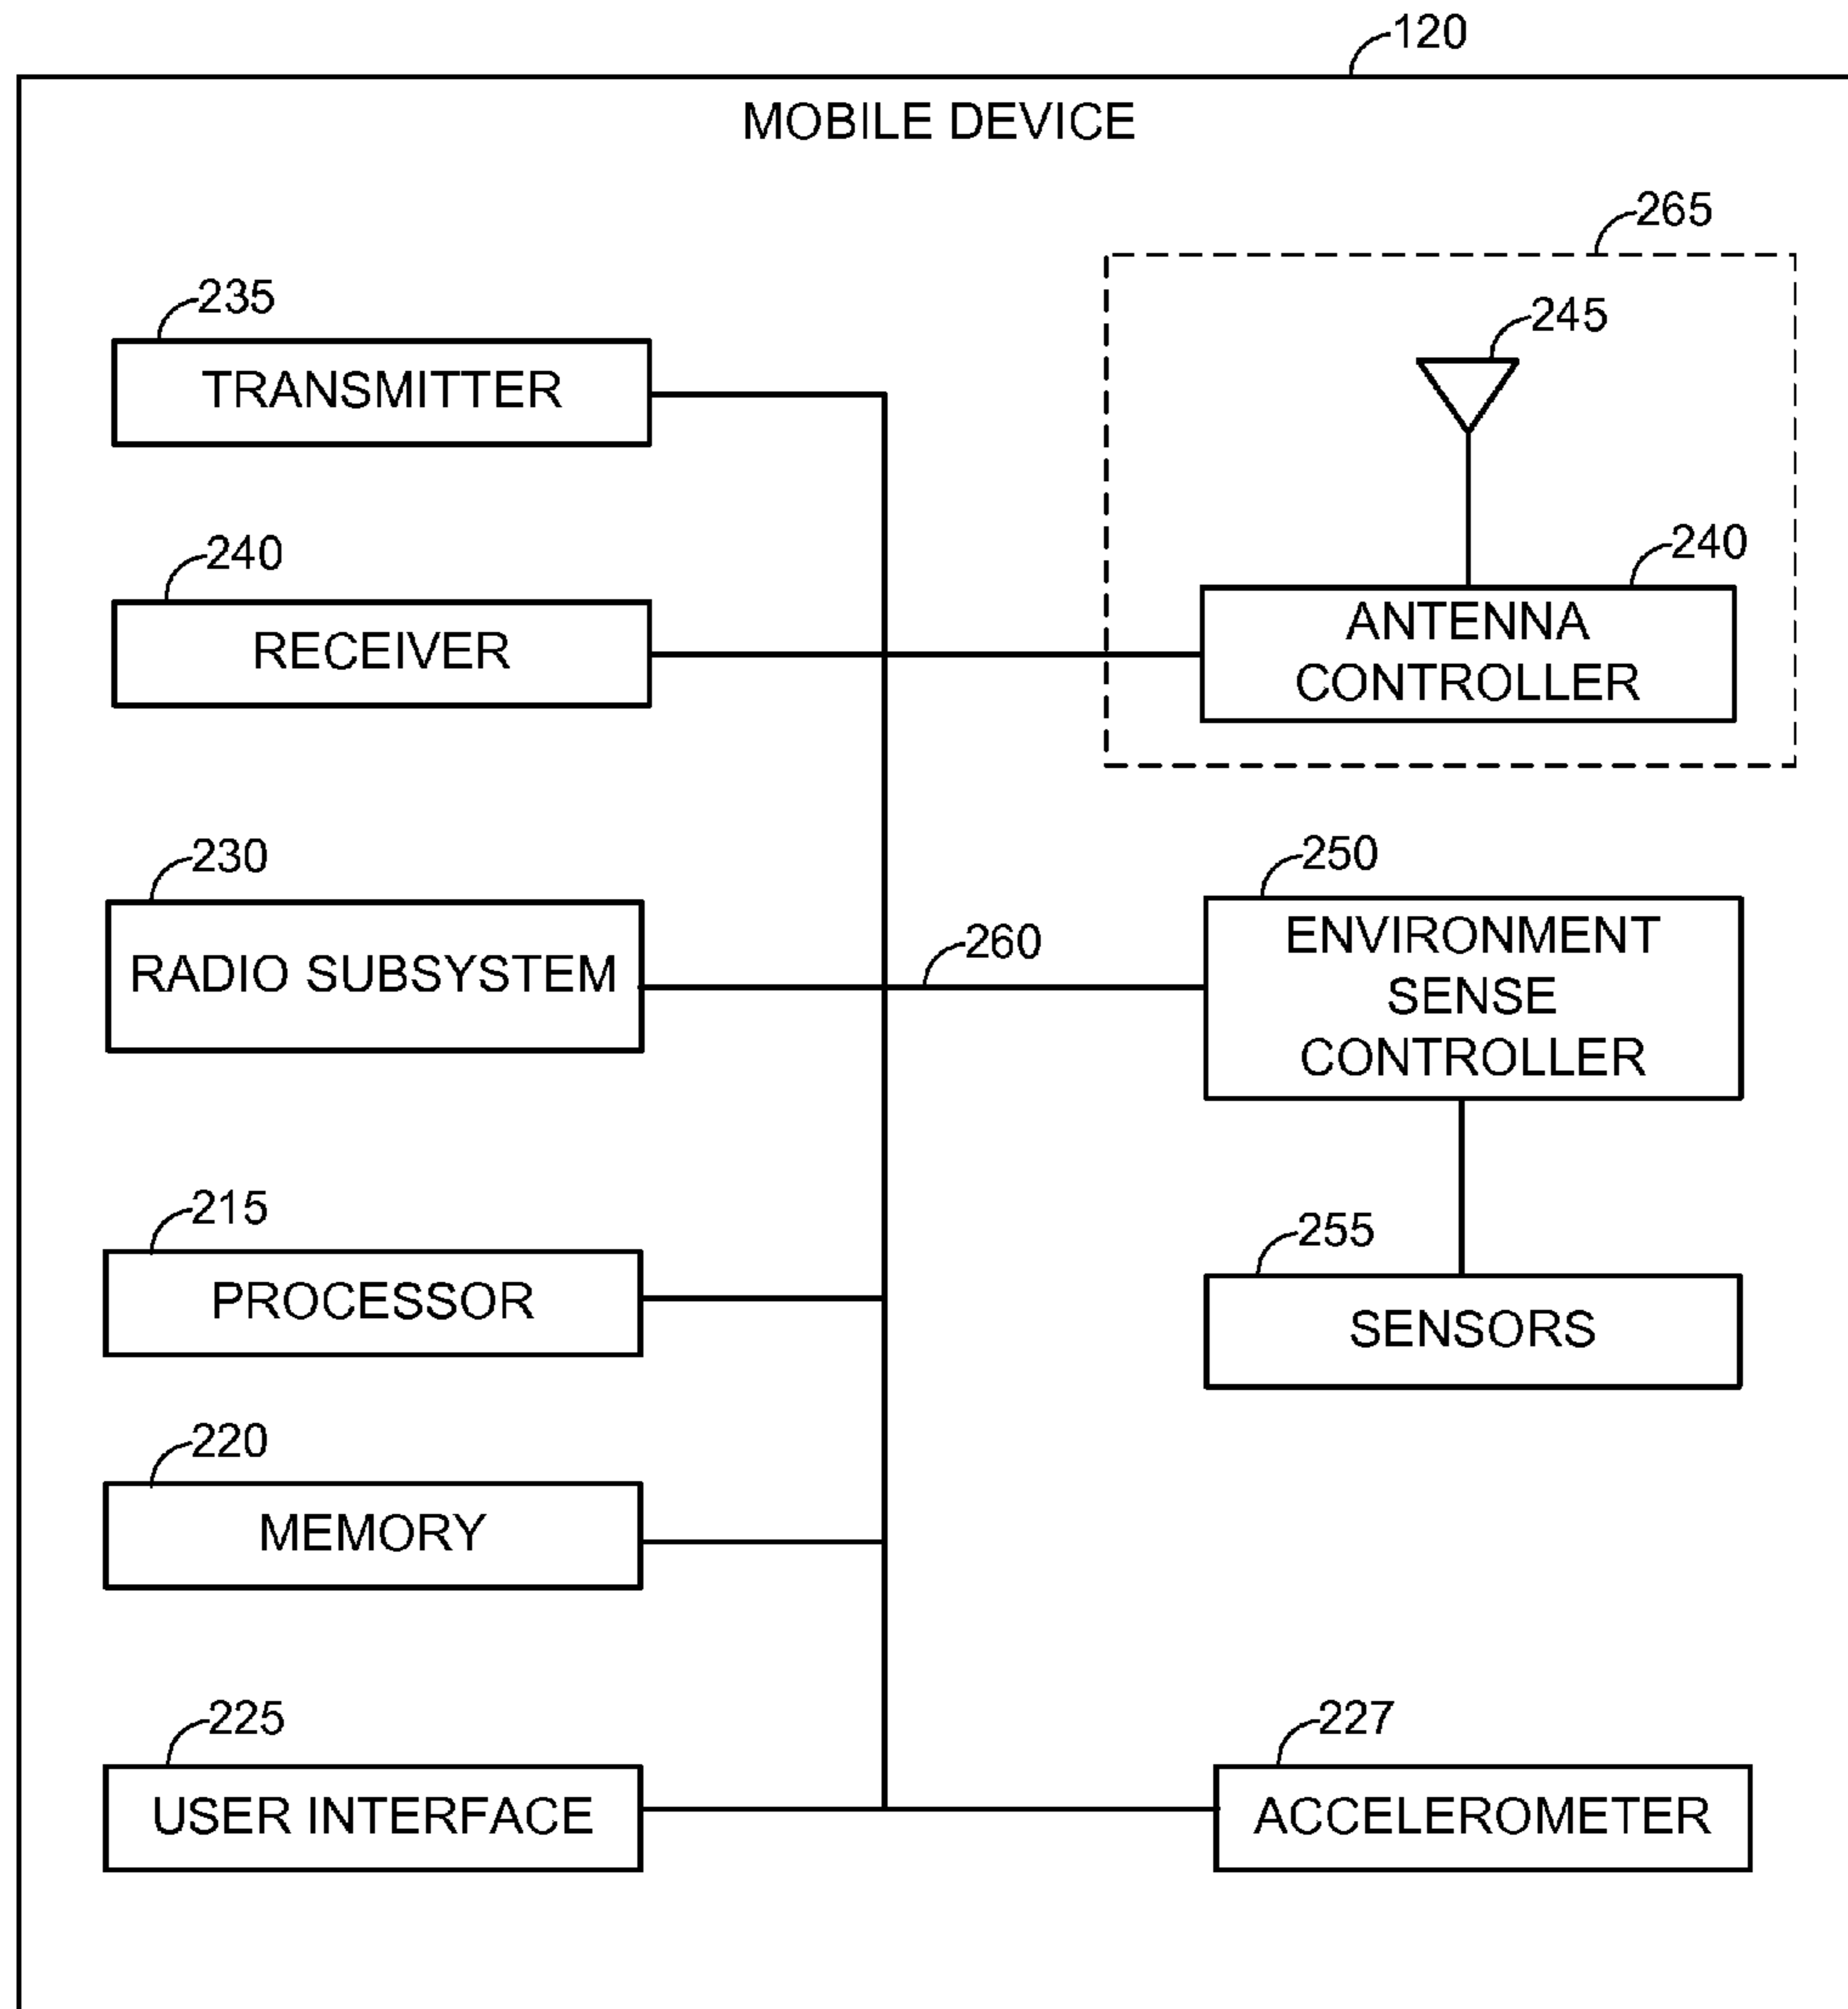 120
MOBILE DEVICE
265
235
245
TRANSMITTER
240
240
RECEIVER
ANTENNA
CONTROLLER
230
250
RADIO SUBSYSTEM
260
ENVIRONMENT
SENSE
CONTROLLER
215
255
PROCESSOR
SENSORS
220
MEMORY
225
227
USER INTERFACE
ACCELEROMETER